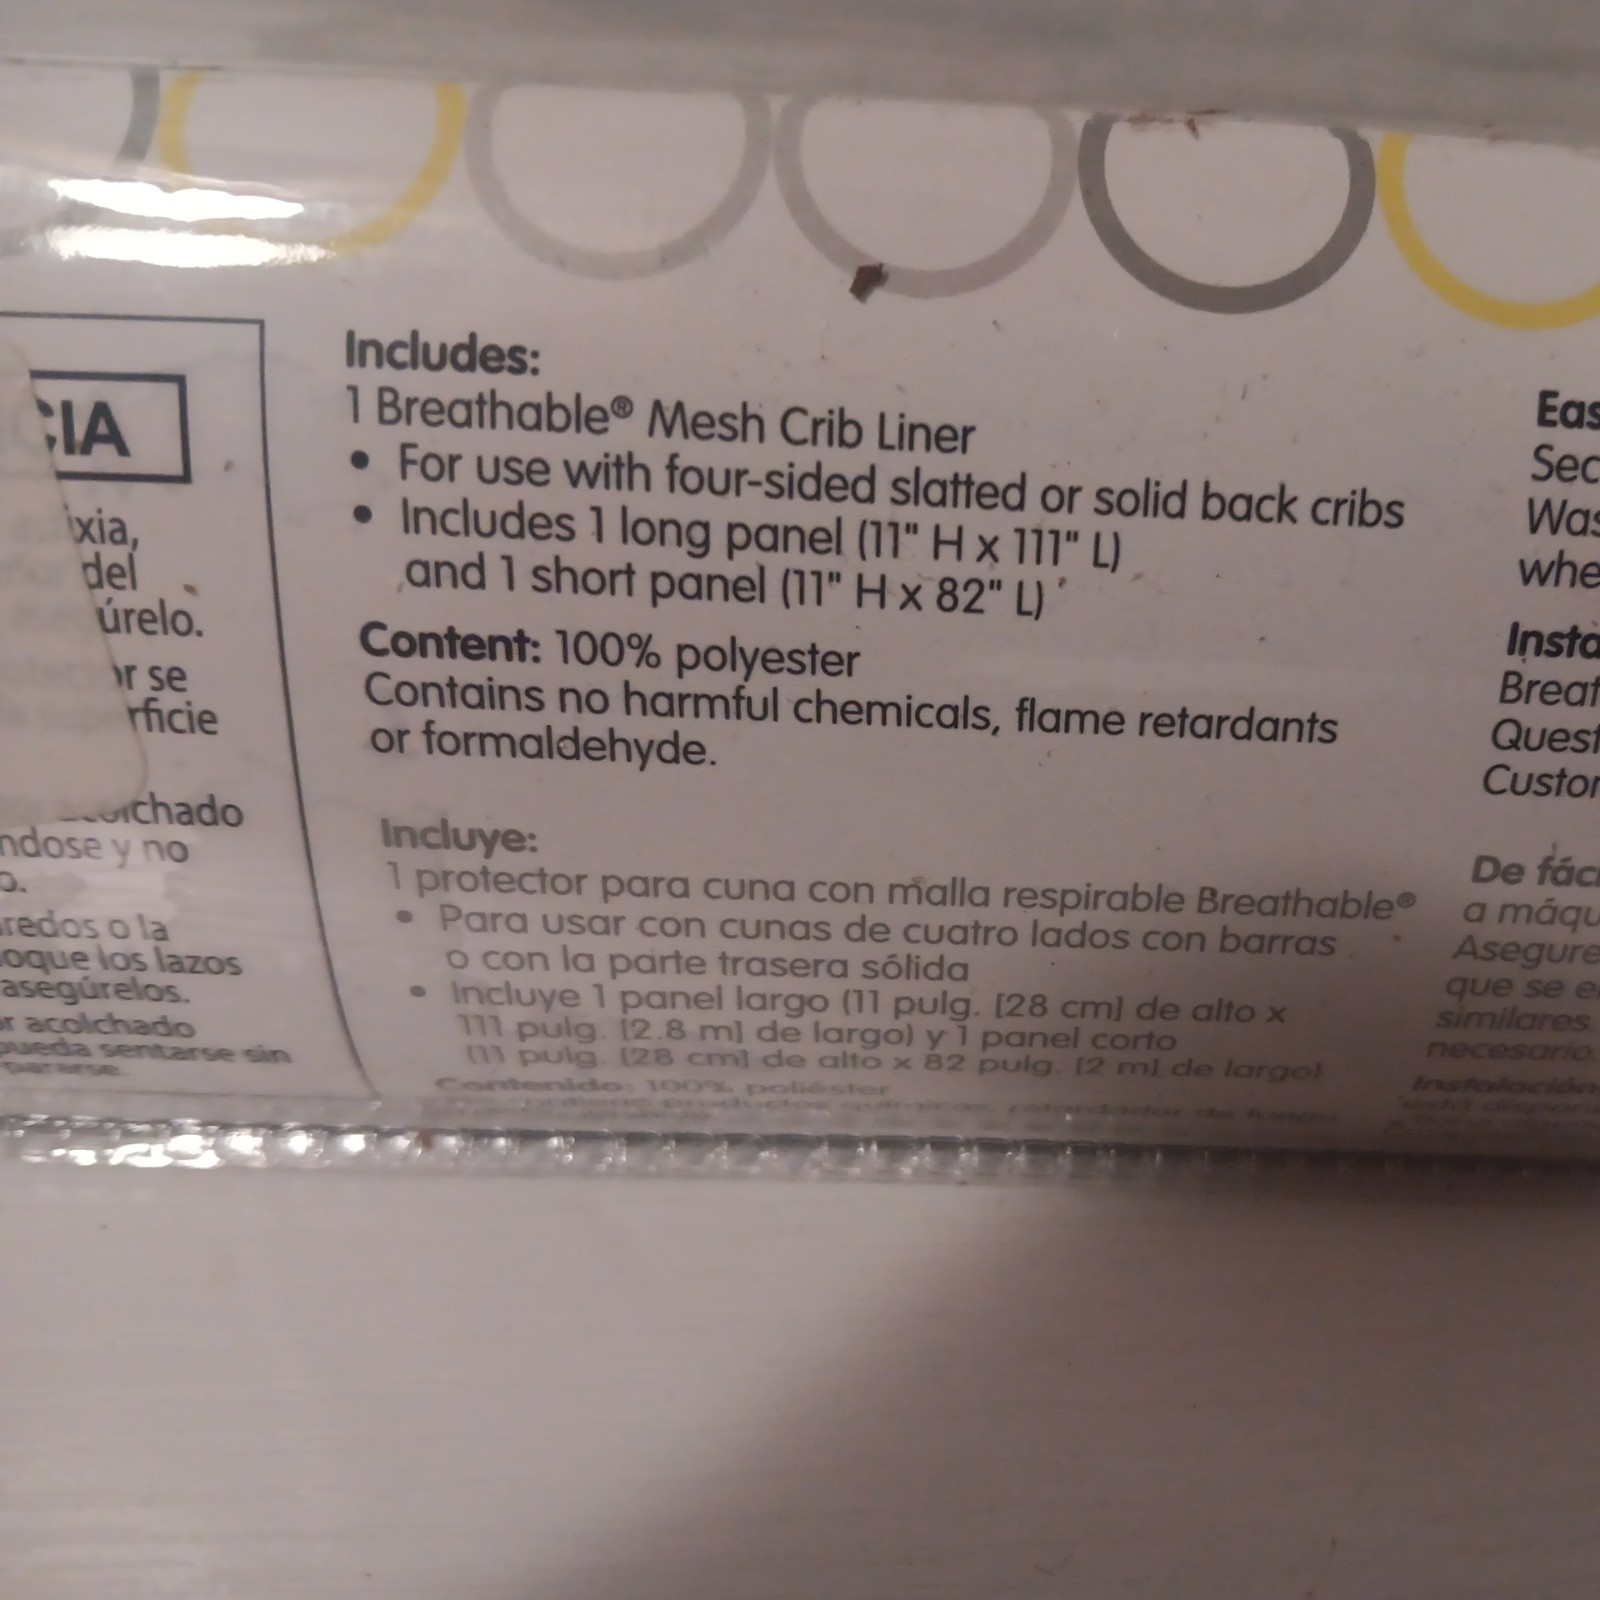 CIA
ixia,
del
úrelo.
r se
rficie
lchado
ndose y no
o.
redos o la
oque los lazos
asegúrelos.
r acolchado
pueda sentarse sin
pararse.
Includes:
1 Breathable® Mesh Crib Liner
• For use with four-sided slatted or solid back cribs
• Includes 1 long panel (11" H x 111" L)
and 1 short panel (11" H x 82" L)
Content: 100% polyester
Contains no harmful chemicals, flame retardants
or formaldehyde.
Incluye:
1 protector para cuna con malla respirable Breathable®
• Para usar con cunas de cuatro lados con barras
o con la parte trasera sólida
• Incluye 1 panel largo (11 pulg. [28 cm] de alto x
111 pulg. [2.8 m] de largo) y 1 panel corto
(11 pulg. [28 cm] de alto x 82 pulg. [2 m] de largo)
Contenido: 100% poliéster
Eas
Sec
Was
whe
Insta
Breat
Quest
Custor
De fáci
a máqu
Asegure
que se e
similares
necesario
Instalación